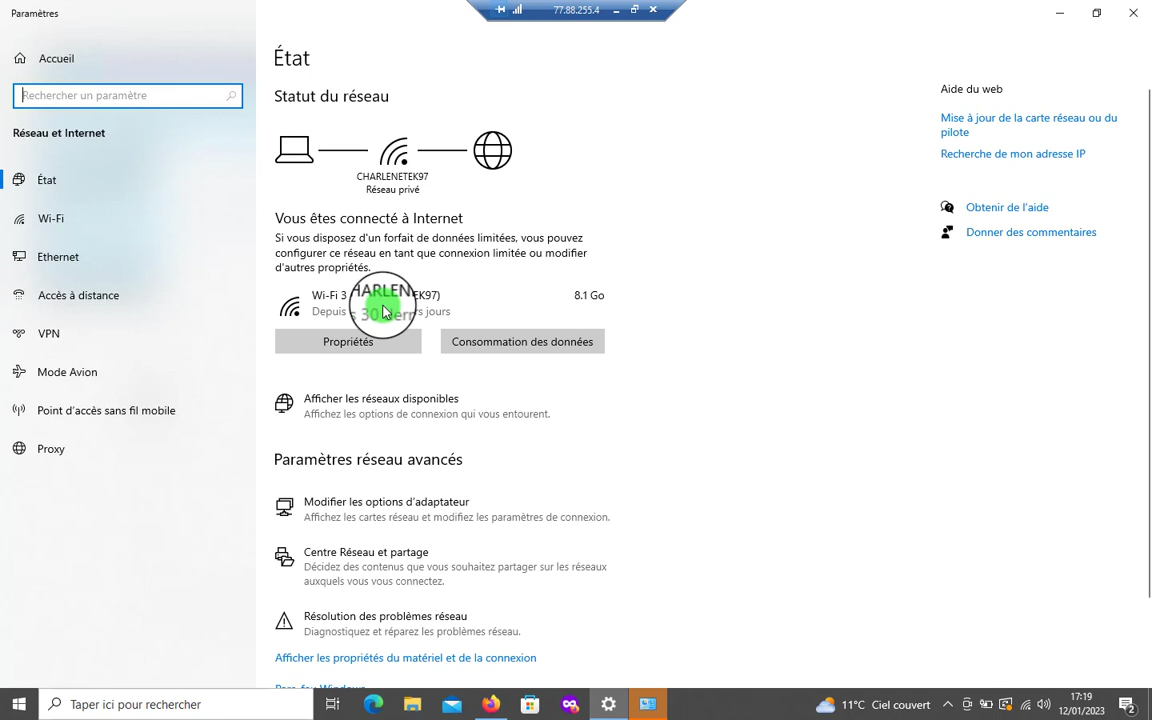 Paramètres
77.88.255.4
Accueil
Rechercher un paramètre
Réseau et Internet
État
Wi-Fi
Ethernet
Accès à distance
VPN
Mode Avion
Point d'accès sans fil mobile
Proxy
État
Statut du réseau
CHARLENETEK97
Réseau privé
Vous êtes connecté à Internet
Si vous disposez d'un forfait de données limitées, vous pouvez
configurer ce réseau en tant que connexion limitée ou modifier
d'autres propriétés.
Wi-Fi 3 HARLEN EK97) 8.1 Go
Depuis 30 jours
Propriétés
Consommation des données
Afficher les réseaux disponibles
Affichez les options de connexion qui vous entourent.
Paramètres réseau avancés
Modifier les options d'adaptateur
Affichez les cartes réseau et modifiez les paramètres de connexion.
Centre Réseau et partage
Décidez des contenus que vous souhaitez partager sur les réseaux
auxquels vous vous connectez.
Résolution des problèmes réseau
Diagnostiquez et réparez les problèmes réseau.
Afficher les propriétés du matériel et de la connexion
Pare-feu Windows
Aide du web
Mise à jour de la carte réseau ou du
pilote
Recherche de mon adresse IP
Obtenir de l'aide
Donner des commentaires
Taper ici pour rechercher
11°C Ciel couvert
17:19
12/01/2023
2